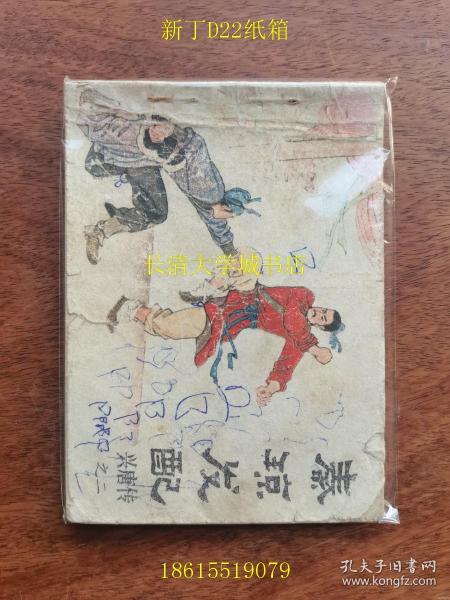 新丁D22纸箱
长清大学城书店
秦琼发配
兴唐传之二
18615519079
孔夫子旧书网
www.kongfz.com